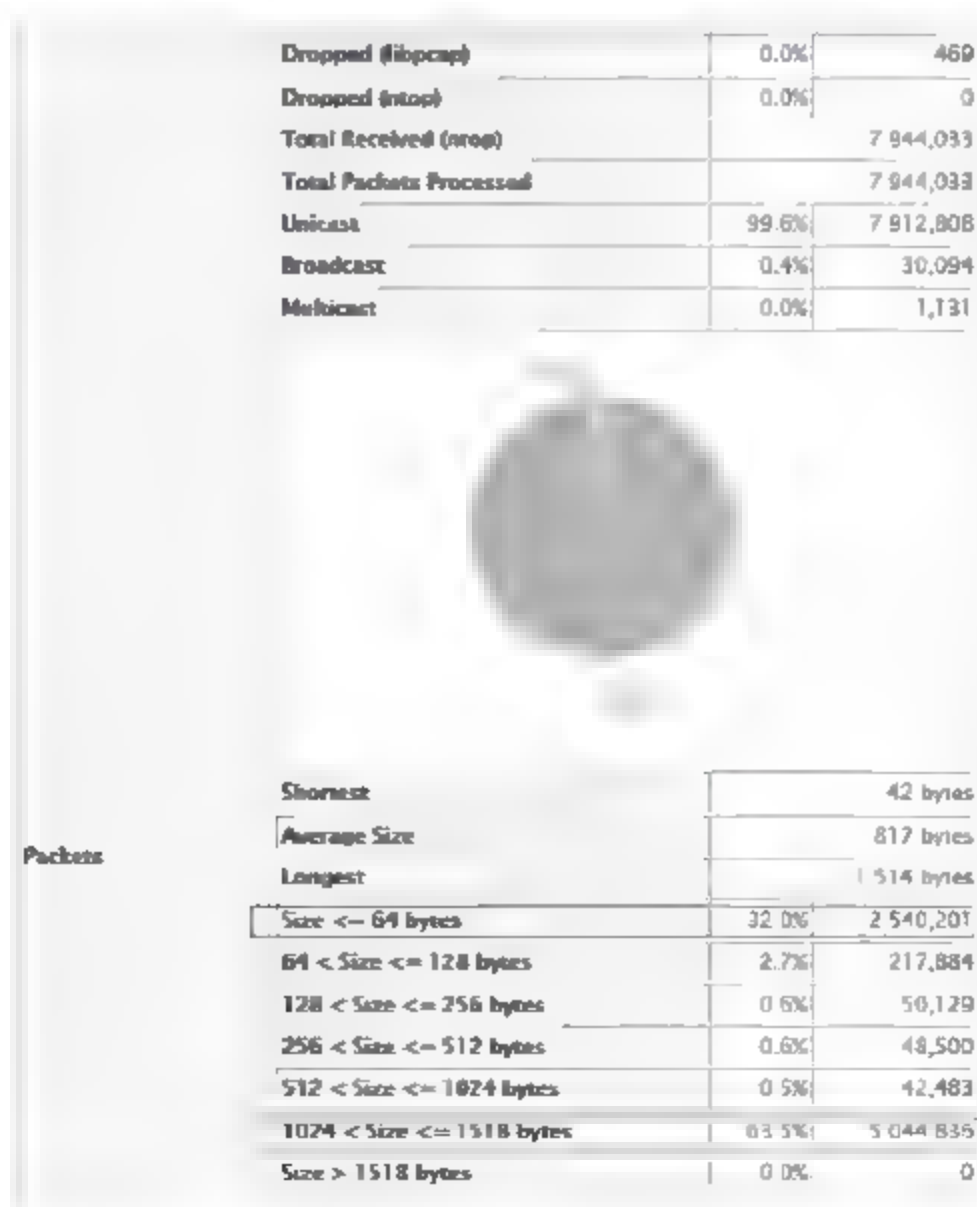 Dropped (libpcap) 0.0% 469
Dropped (ntop) 0.0% 0
Total Received (ntop) 7,944,033
Total Packets Processed 7,944,033
Unicast 99.6% 7,912,808
Broadcast 0.4% 30,094
Multicast 0.0% 1,131
Shortest 42 bytes
Average Size 817 bytes
Packets
Longest 1,514 bytes
Size <= 64 bytes 32.0% 2,540,201
64 < Size <= 128 bytes 2.7% 217,884
128 < Size <= 256 bytes 0.6% 50,129
256 < Size <= 512 bytes 0.6% 48,500
512 < Size <= 1024 bytes 0.5% 42,483
1024 < Size <= 1518 bytes 63.5% 5,044,836
Size > 1518 bytes 0.0% 0